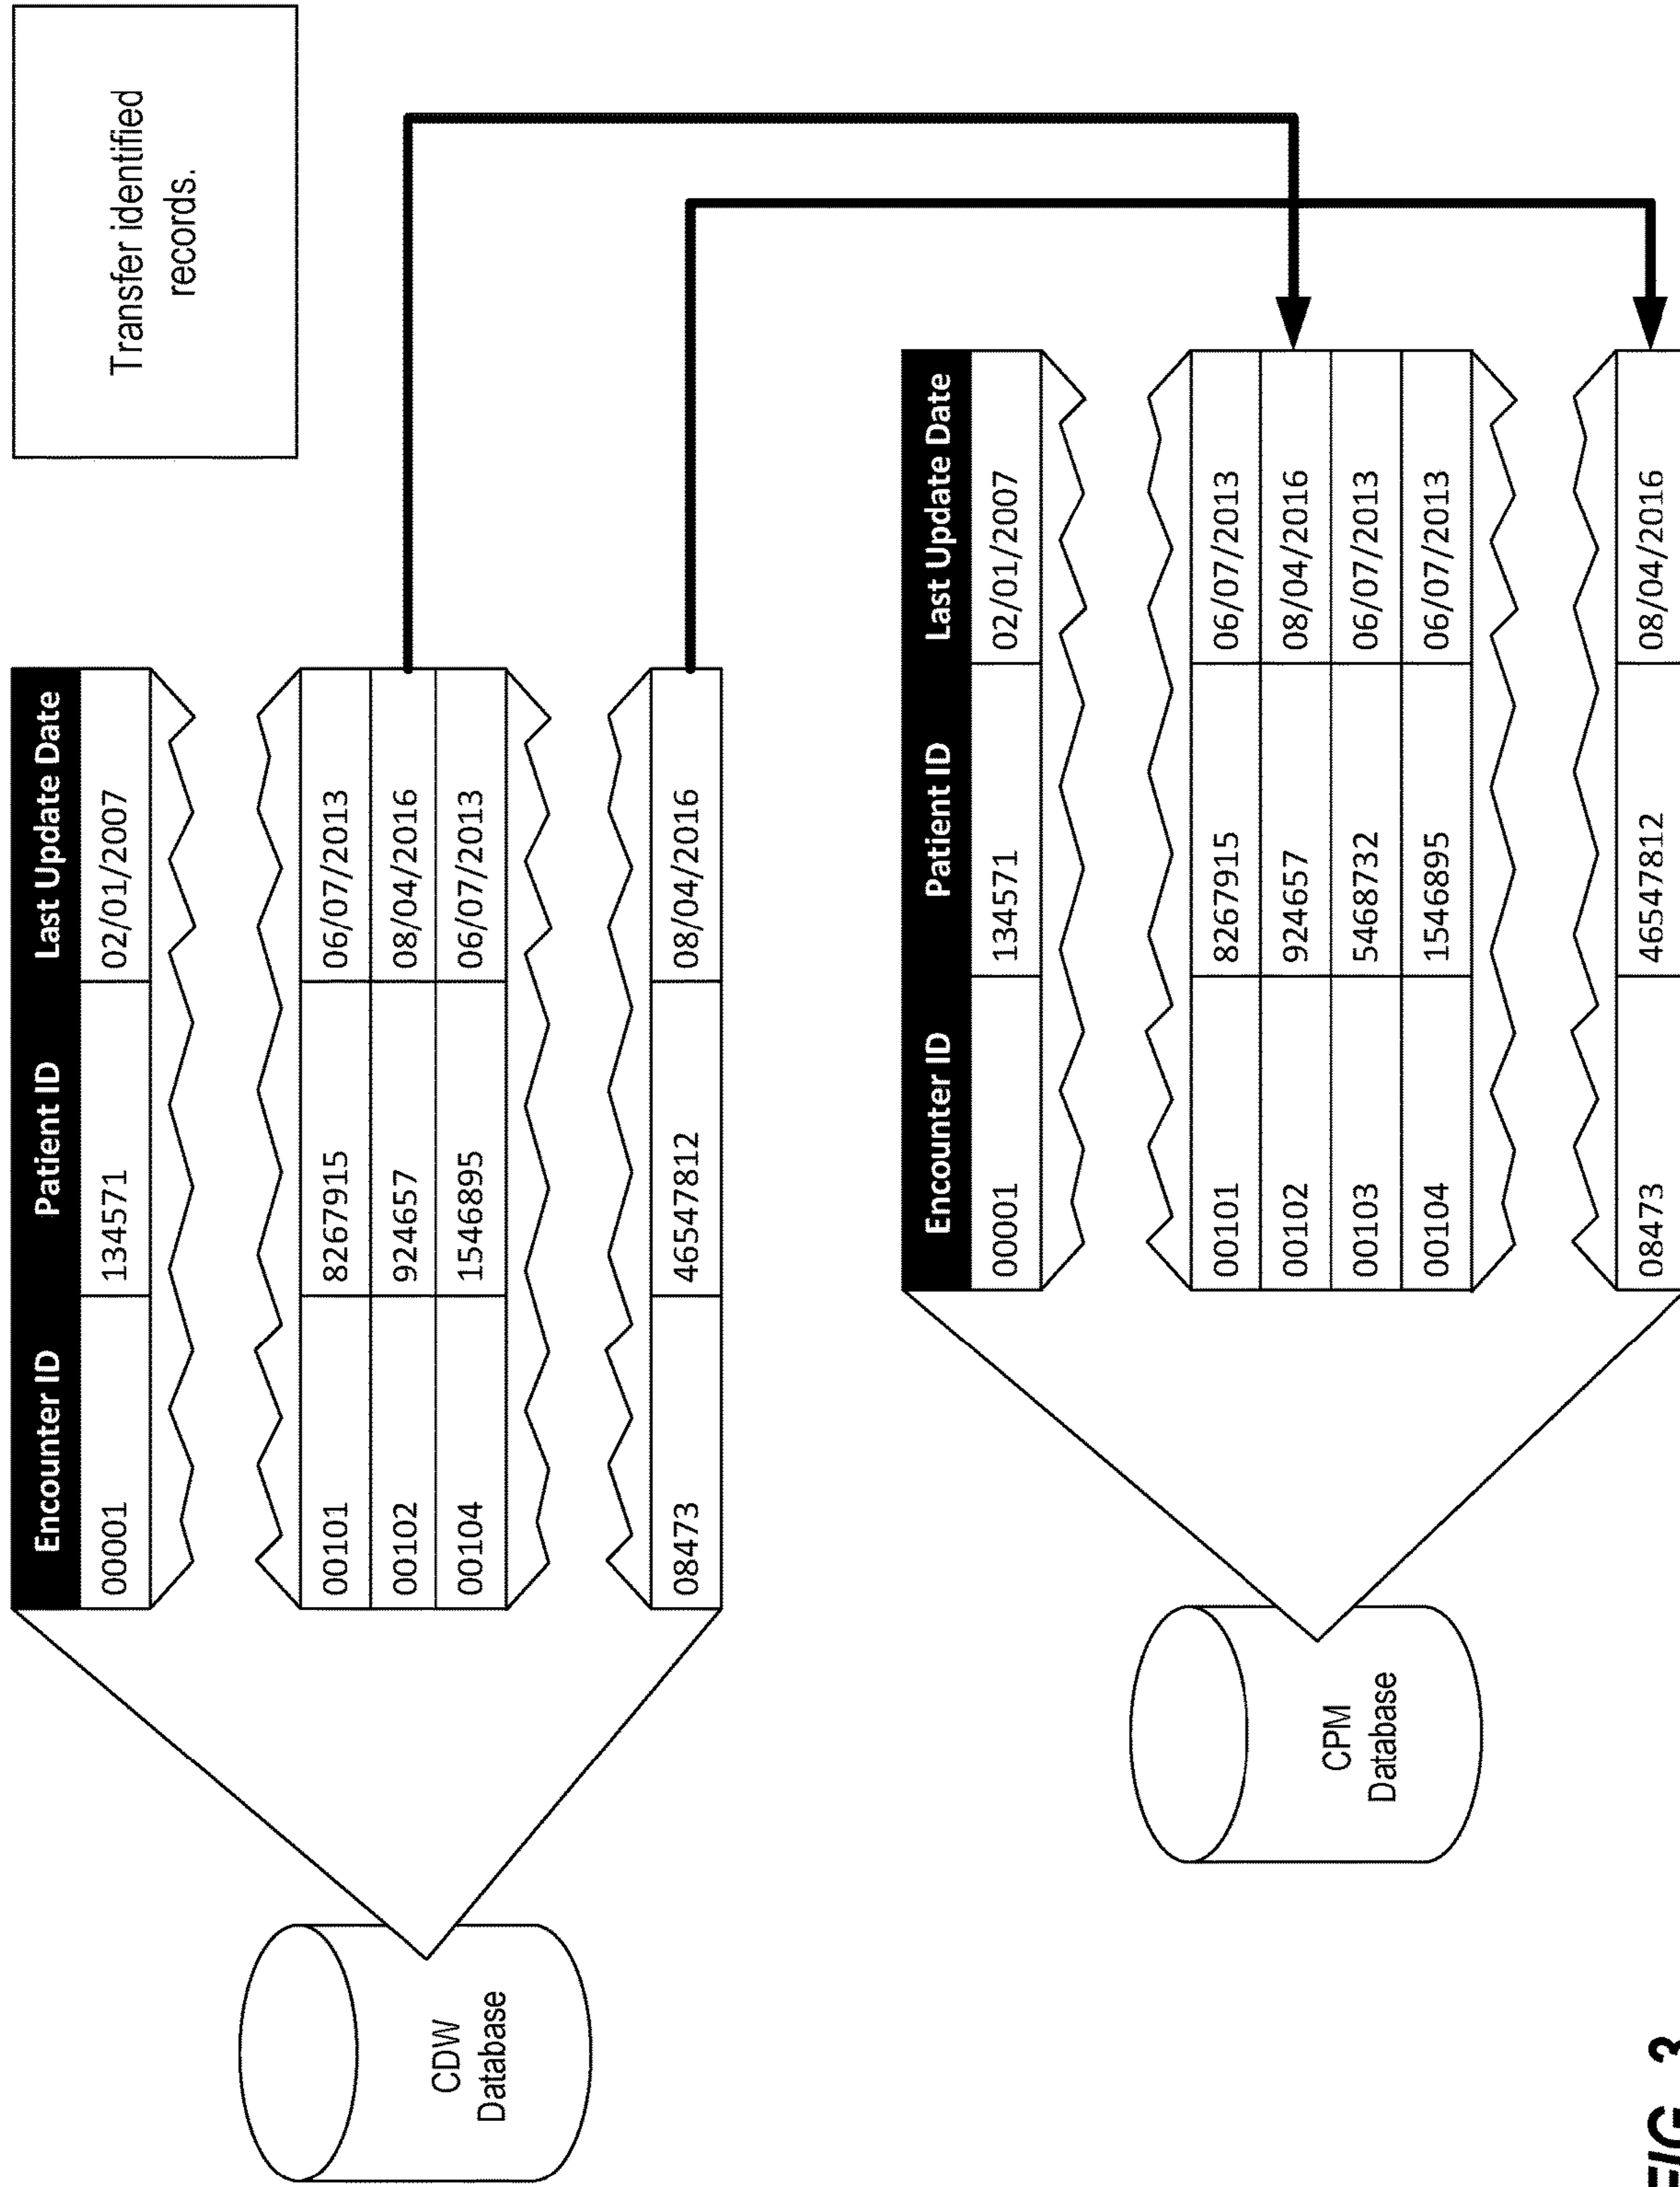 Transfer identified
records.
Encounter ID Patient ID Last Update Date
00001 134571 02/01/2007
00101 8267915 06/07/2013
00102 924657 08/04/2016
00104 1546895 06/07/2013
08473 46547812 08/04/2016
CDW
Database
Encounter ID Patient ID Last Update Date
00001 134571 02/01/2007
00101 8267915 06/07/2013
00102 924657 08/04/2016
00103 5468732 06/07/2013
00104 1546895 06/07/2013
08473 46547812 08/04/2016
CPM
Database
FIG. 3